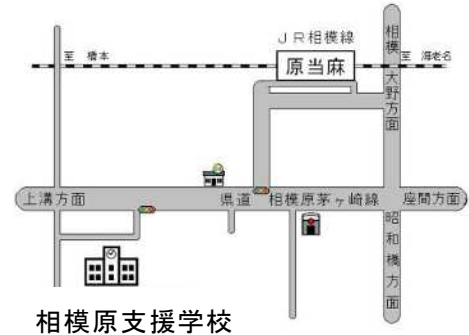 JR相模線
至 橋本
原当麻
至 海老名
相模大野方面
上溝方面
県道 相模原茅ヶ崎線
座間方面
昭和橋方面
相模原支援学校